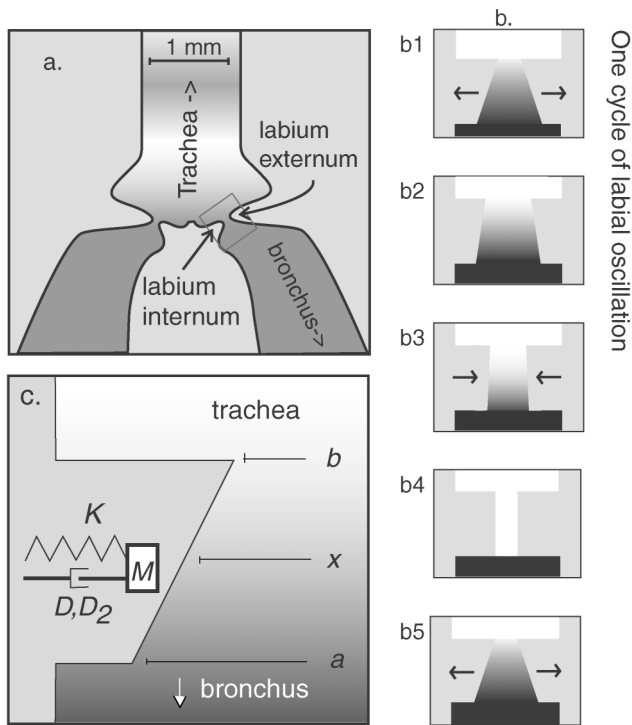 a.
1 mm
Trachea ->
labium
externum
labium
internum
bronchus->
b.
b1
b2
b3
b4
b5
One cycle of labial oscillation
c.
trachea
b
K
M
x
D,D2
a
bronchus